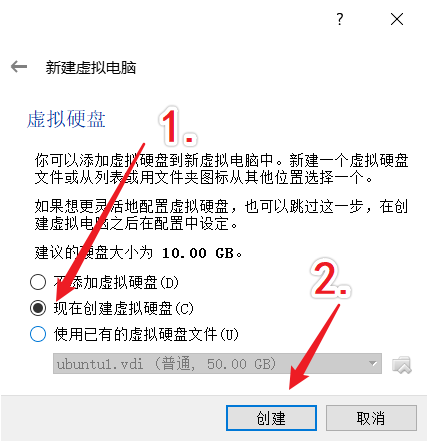 ?
新建虚拟电脑
虚拟硬盘
1.
你可以添加虚拟硬盘到新虚拟电脑中。新建一个虚拟硬盘
文件或从列表或用文件夹图标从其他位置选择一个。
如果想更灵活地配置虚拟硬盘，也可以跳过这一步，在创
建虚拟电脑之后在配置中设定。
建议的硬盘大小为 10.00 GB。
不添加虚拟硬盘(D)
2.
现在创建虚拟硬盘(C)
使用已有的虚拟硬盘文件(U)
ubuntu1.vdi (普通, 50.00 GB)
创建
取消